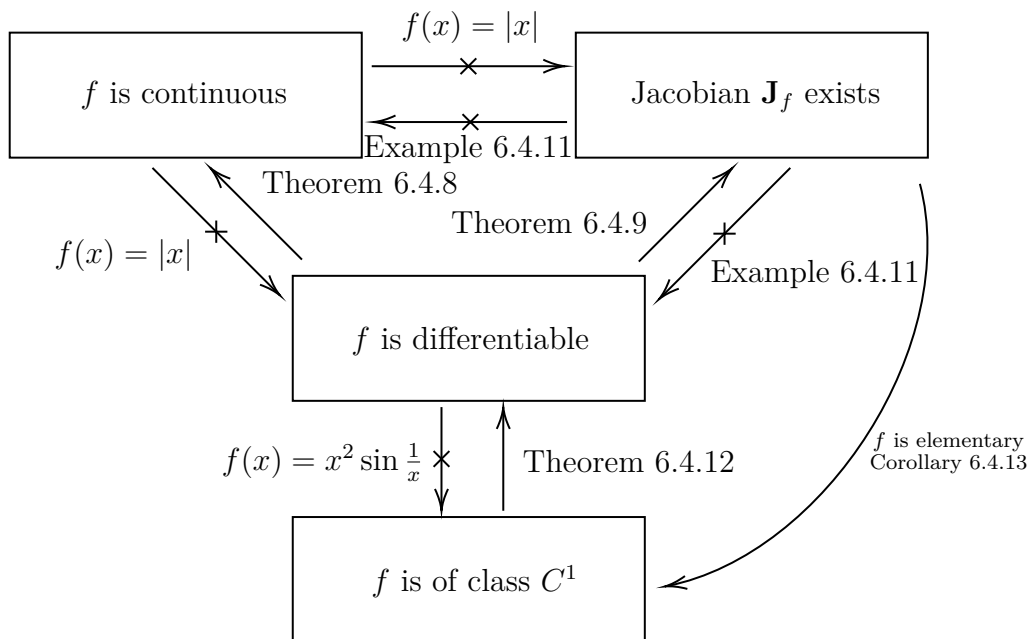 f(x) = |x|
f is continuous
Jacobian J_f exists
Example 6.4.11
Theorem 6.4.8
Theorem 6.4.9
f(x) = |x|
Example 6.4.11
f is differentiable
f is elementary
Corollary 6.4.13
f(x) = x² sin 1/x
Theorem 6.4.12
f is of class C¹